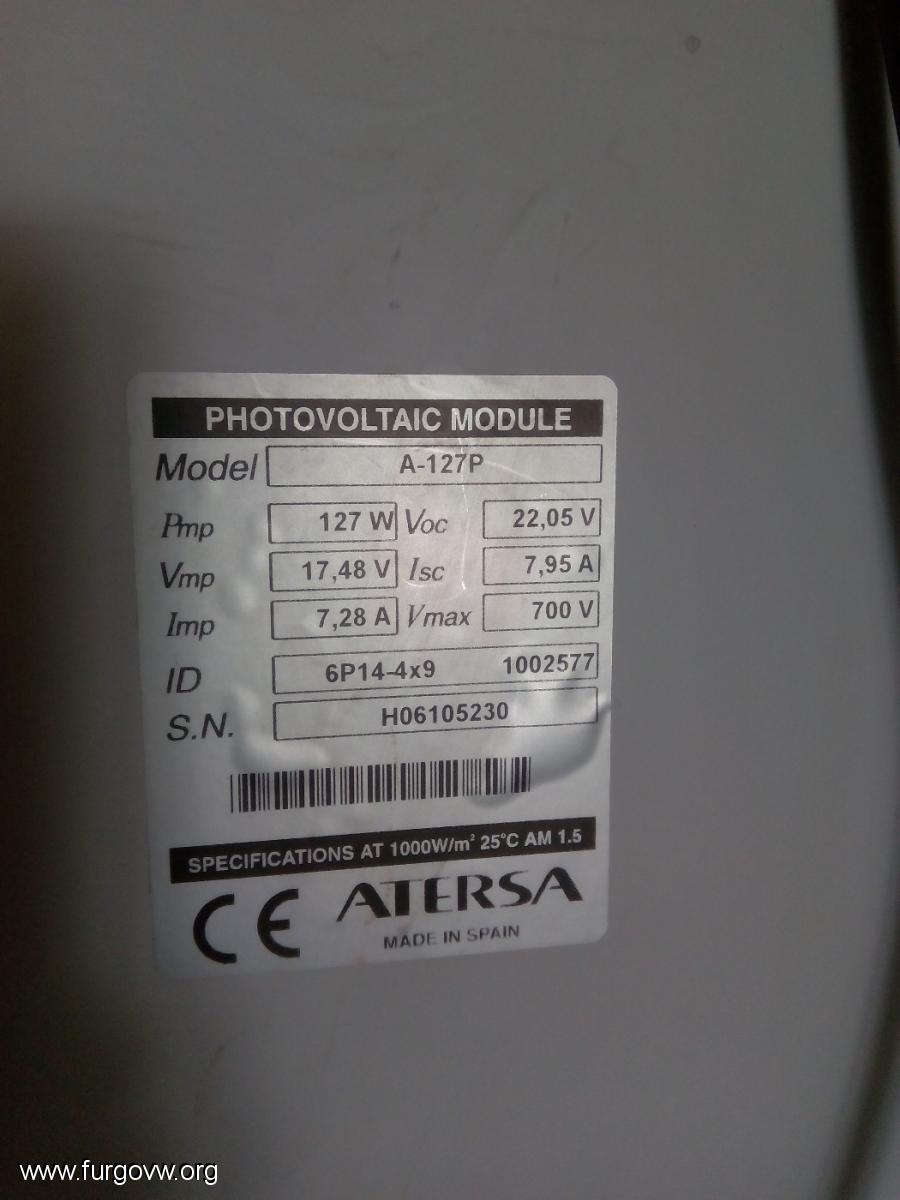 PHOTOVOLTAIC MODULE
Model A-127P
Pmp 127 W Voc 22,05 V
Vmp 17,48 V Isc 7,95 A
Imp 7,28 A Vmax 700 V
ID 6P14-4x9 1002577
S.N. H06105230
SPECIFICATIONS AT 1000W/m² 25°C AM 1.5
CE ATERSA
MADE IN SPAIN
www.furgovw.org